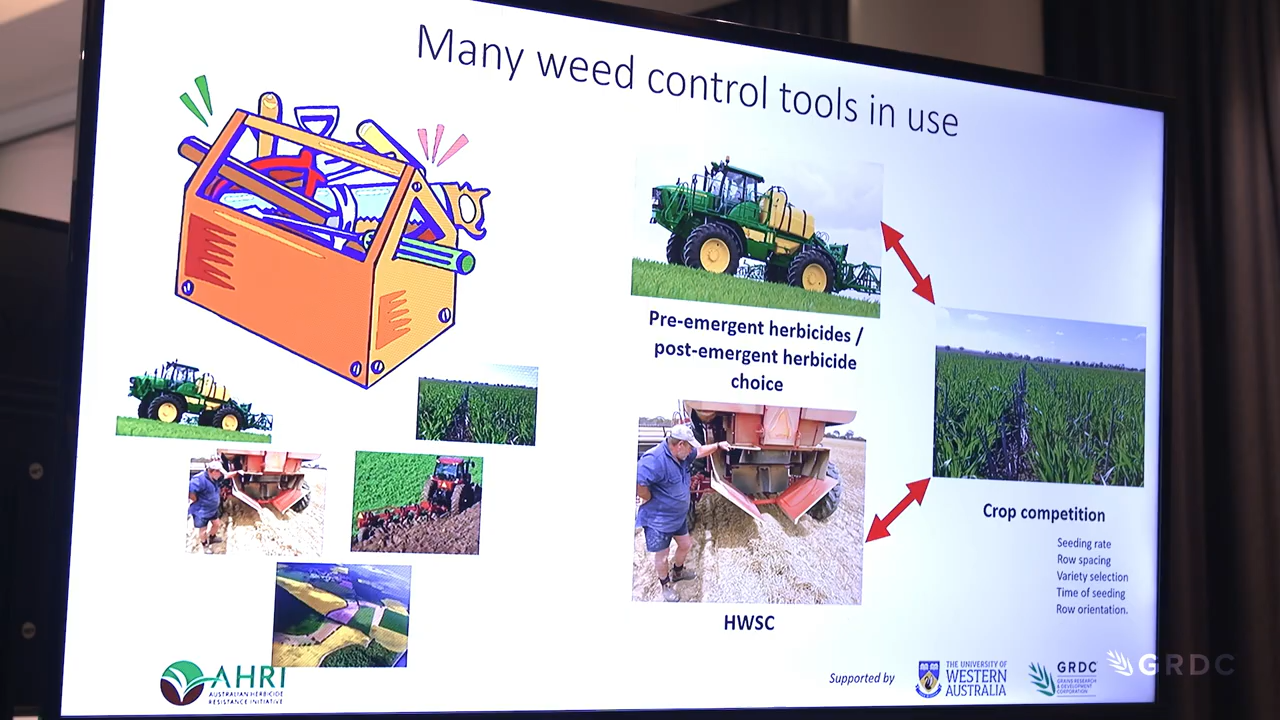 Many weed control tools in use
Pre-emergent herbicides /
post-emergent herbicide
choice
HWSC
Crop competition
Seeding rate
Row spacing
Variety selection
Time of seeding
Row orientation.
AHRI
AUSTRALIAN HERBICIDE
RESISTANCE INITIATIVE
Supported by
THE UNIVERSITY OF
WESTERN
AUSTRALIA
GRDC
GRAINS RESEARCH
& DEVELOPMENT
CORPORATION
GRDC